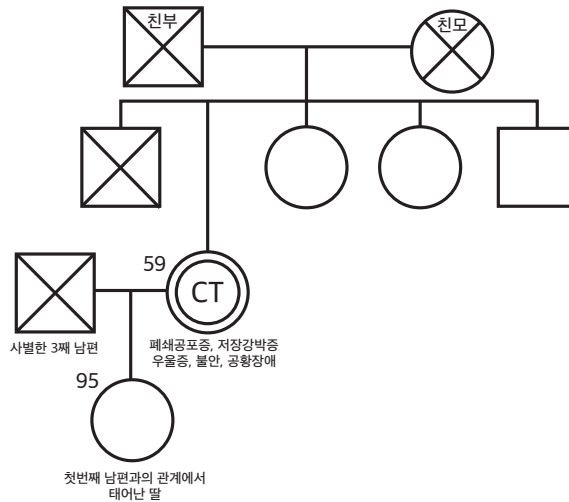 친부
친모
59
CT
사별한 3째 남편
폐쇄공포증, 저장강박증
우울증, 불안, 공황장애
95
첫번째 남편과의 관계에서
태어난 딸